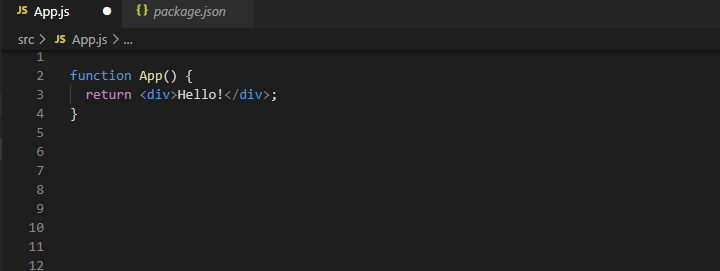 JS App.js ● {} package.json
src > JS App.js > ...
1
2 function App() {
3   return <div>Hello!</div>;
4 }
5
6
7
8
9
10
11
12